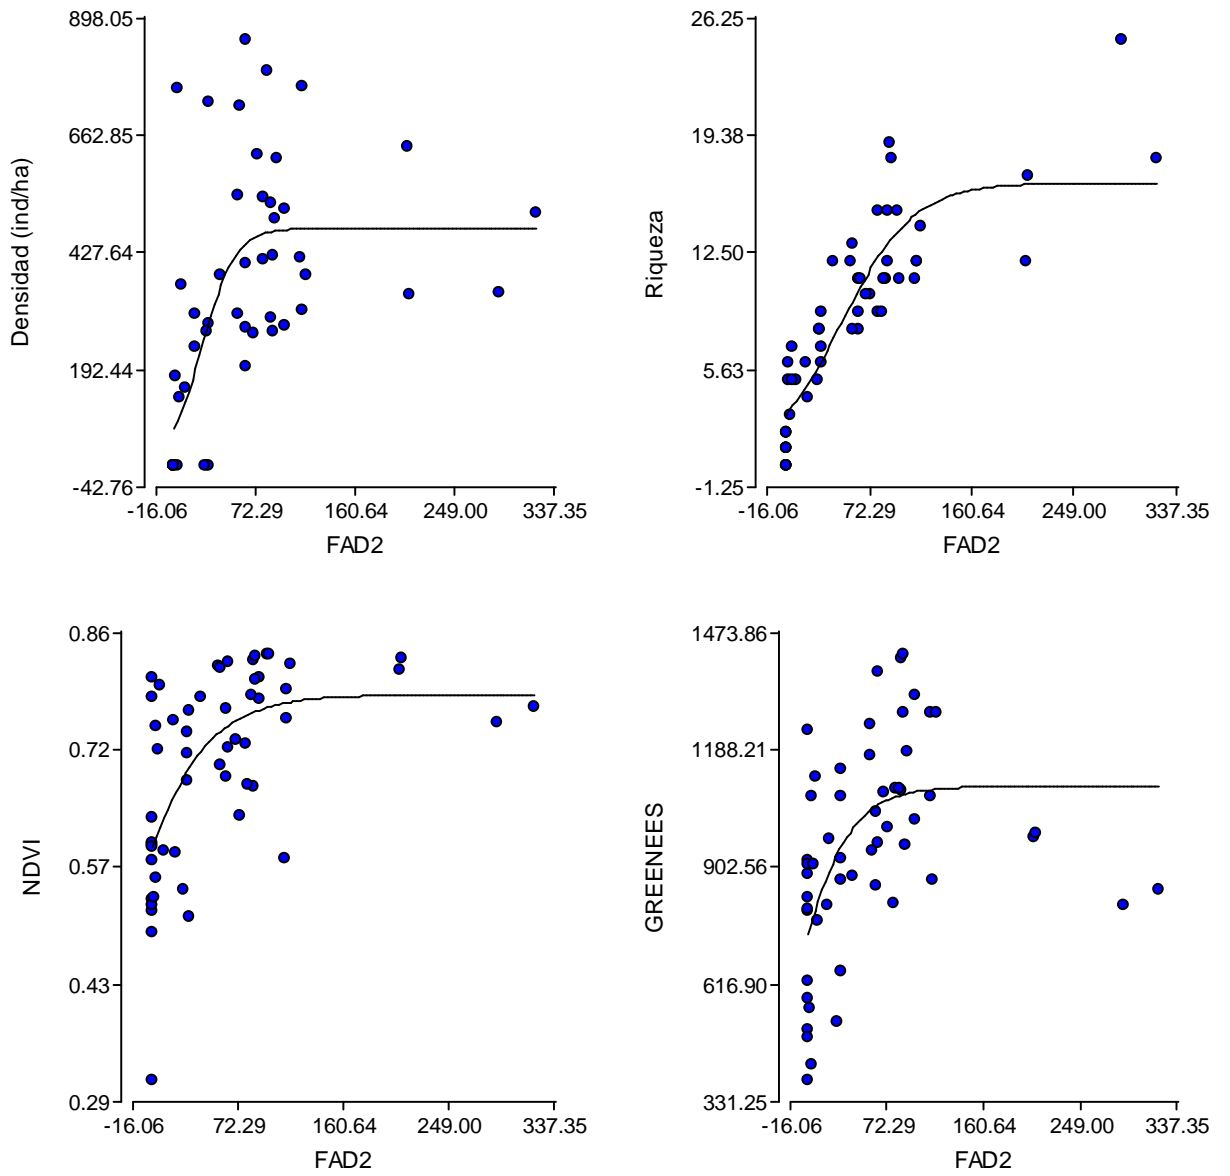 898.05
662.85
427.64
192.44
-42.76
-16.06 72.29 160.64 249.00 337.35
FAD2
Densidad (ind/ha)
26.25
19.38
12.50
5.63
-1.25
-16.06 72.29 160.64 249.00 337.35
FAD2
Riqueza
0.86
0.72
0.57
0.43
0.29
-16.06 72.29 160.64 249.00 337.35
FAD2
NDVI
1473.86
1188.21
902.56
616.90
331.25
-16.06 72.29 160.64 249.00 337.35
FAD2
GREENEES